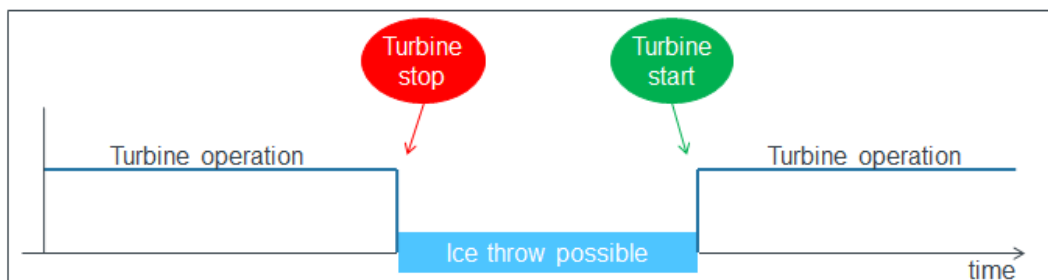 Turbine
stop
Turbine
start
Turbine operation
Turbine operation
Ice throw possible
time